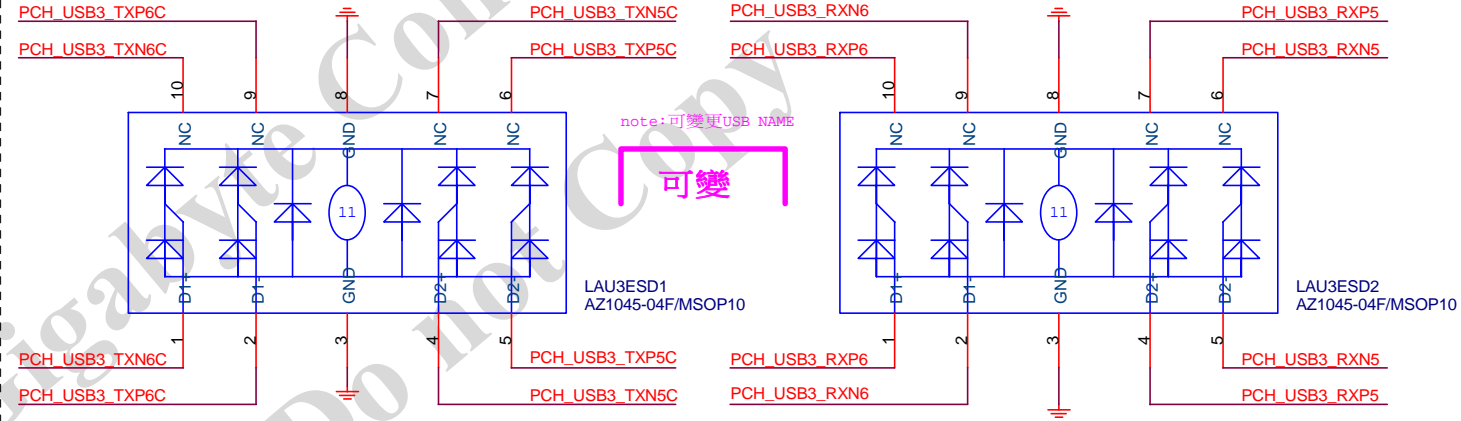 PCH_USB3_TXP6C
PCH_USB3_TXN5C
PCH_USB3_RXN6
PCH_USB3_RXP5
PCH_USB3_TXN6C
PCH_USB3_TXP5C
PCH_USB3_RXP6
PCH_USB3_RXN5
10 9 8 7 6
10 9 8 7 6
NC NC GND NC NC
NC NC GND NC NC
note:可變更USB NAME
可變
11
11
D1+ D1- GND D2+ D2-
D1+ D1- GND D2+ D2-
LAU3ESD1
AZ1045-04F/MSOP10
LAU3ESD2
AZ1045-04F/MSOP10
1 2 3 4 5
1 2 3 4 5
PCH_USB3_TXN6C
PCH_USB3_TXP5C
PCH_USB3_RXP6
PCH_USB3_RXN5
PCH_USB3_TXP6C
PCH_USB3_TXN5C
PCH_USB3_RXN6
PCH_USB3_RXP5
Do not Copy